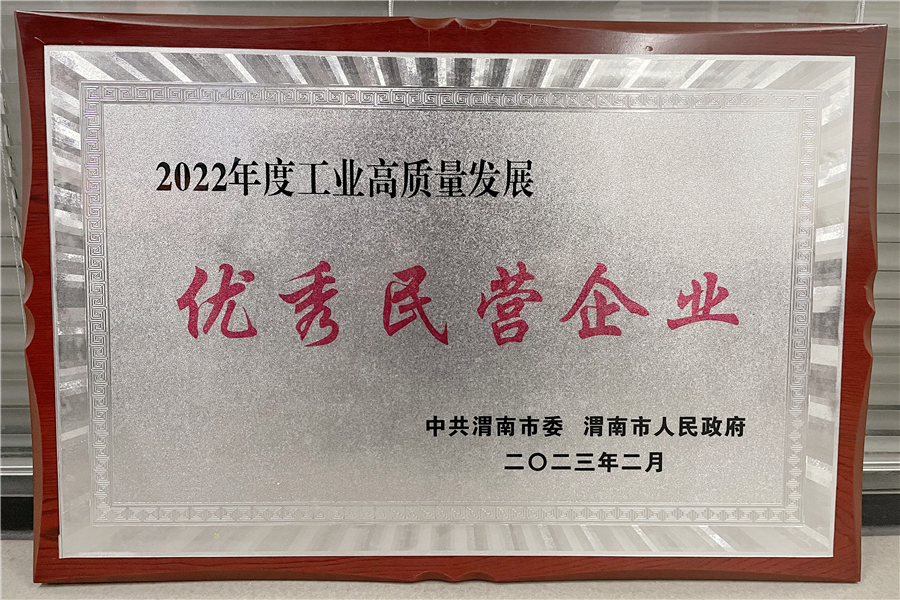 2022年度工业高质量发展
优秀民营企业
中共渭南市委 渭南市人民政府
二〇二三年二月